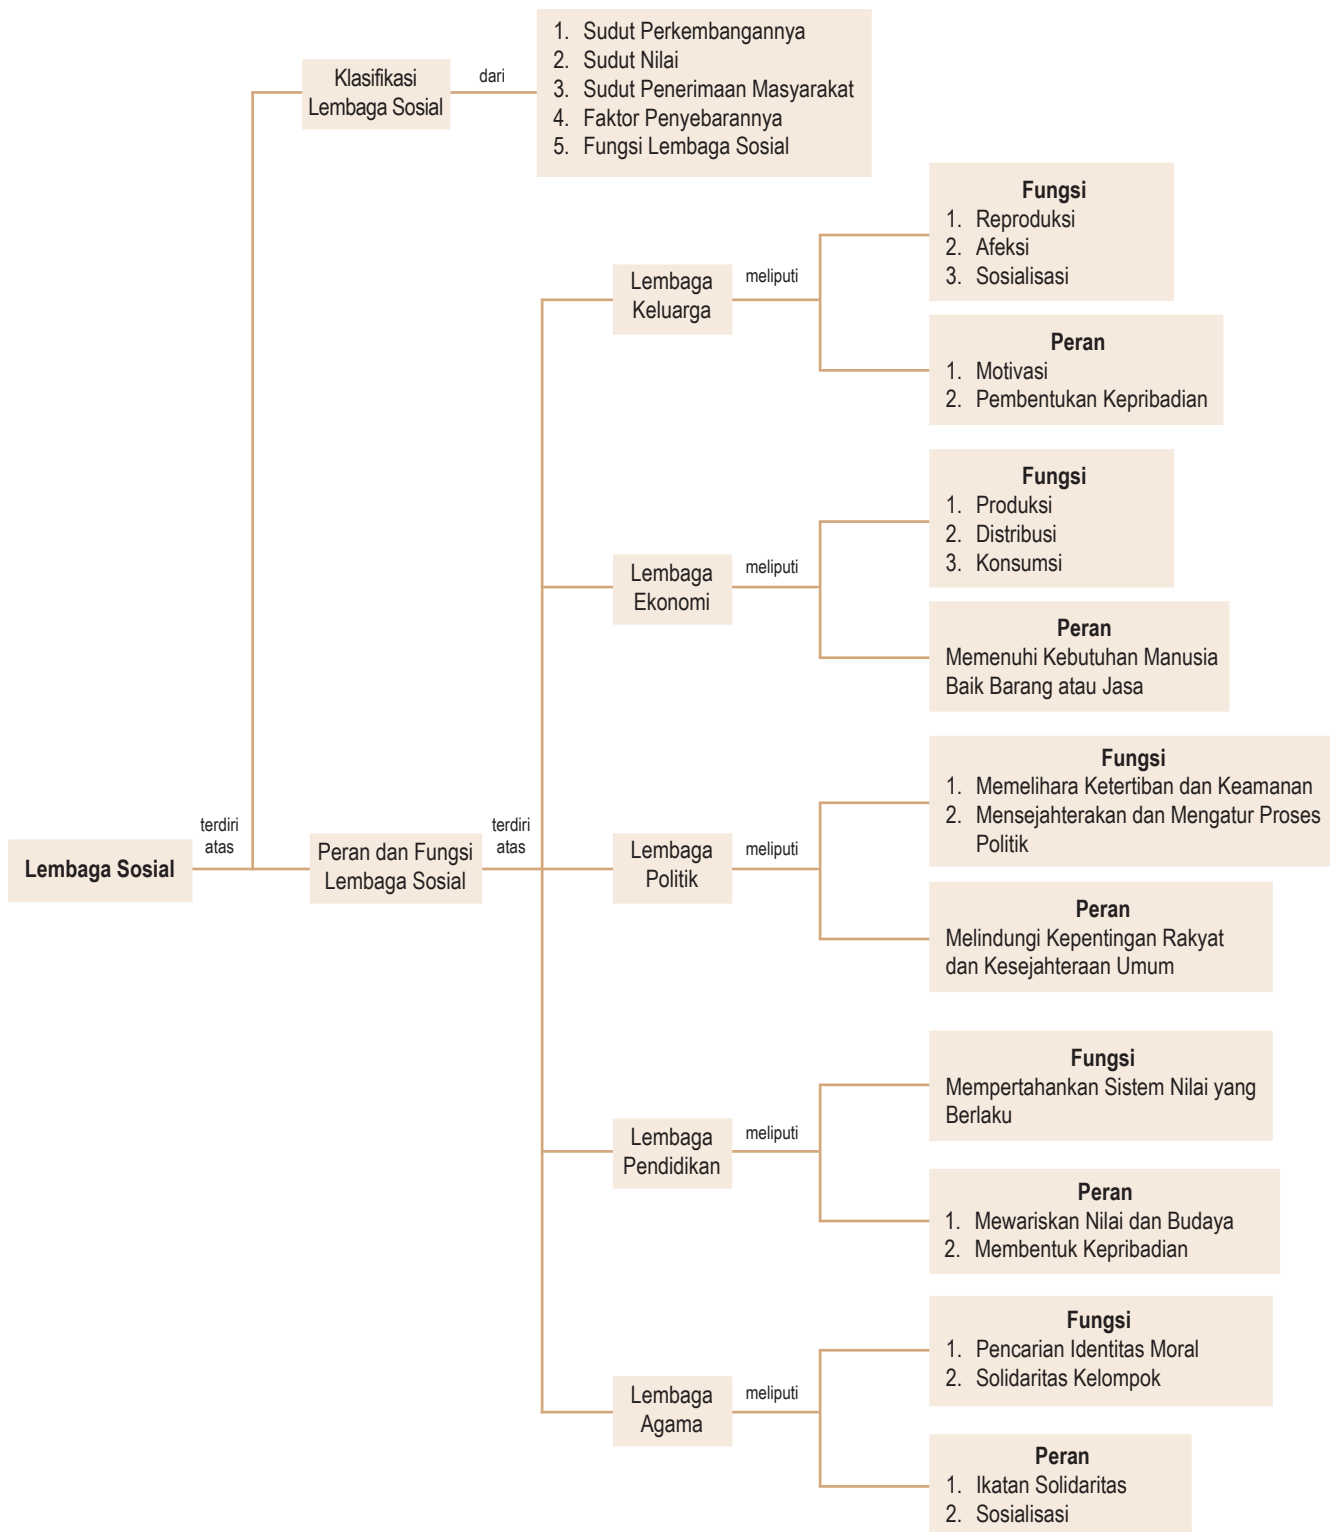 Klasifikasi
Lembaga Sosial
dari
1. Sudut Perkembangannya
2. Sudut Nilai
3. Sudut Penerimaan Masyarakat
4. Faktor Penyebarannya
5. Fungsi Lembaga Sosial
Lembaga Sosial
terdiri
atas
Peran dan Fungsi
Lembaga Sosial
terdiri
atas
Lembaga
Keluarga
meliputi
Fungsi
1. Reproduksi
2. Afeksi
3. Sosialisasi
Peran
1. Motivasi
2. Pembentukan Kepribadian
Lembaga
Ekonomi
meliputi
Fungsi
1. Produksi
2. Distribusi
3. Konsumsi
Peran
Memenuhi Kebutuhan Manusia
Baik Barang atau Jasa
Lembaga
Politik
meliputi
Fungsi
1. Memelihara Ketertiban dan Keamanan
2. Mensejahterakan dan Mengatur Proses
Politik
Peran
Melindungi Kepentingan Rakyat
dan Kesejahteraan Umum
Lembaga
Pendidikan
meliputi
Fungsi
Mempertahankan Sistem Nilai yang
Berlaku
Peran
1. Mewariskan Nilai dan Budaya
2. Membentuk Kepribadian
Lembaga
Agama
meliputi
Fungsi
1. Pencarian Identitas Moral
2. Solidaritas Kelompok
Peran
1. Ikatan Solidaritas
2. Sosialisasi